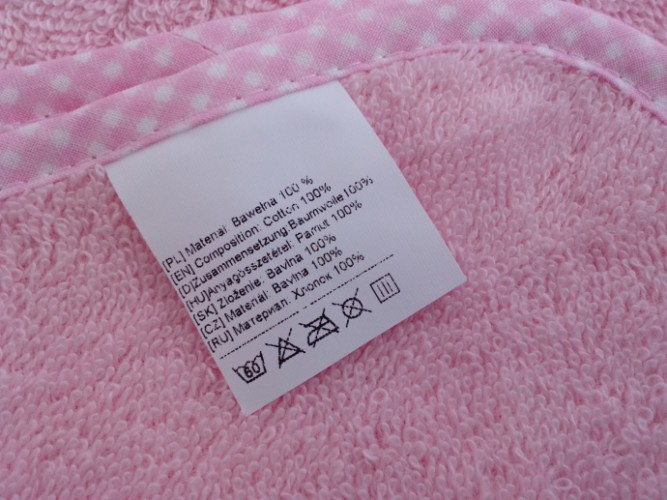 [PL] Materiał: Bawełna 100 %
[EN] Composition: Cotton 100%
[D]Zusammensetzung:Baumwolle100%
[HU]Anyagösszetétel: Pamut 100%
[SK] Zloženie: Bavlna 100%
[CZ] Materiál: Bavlna 100%
[RU] Материал: Хлопок 100%
60